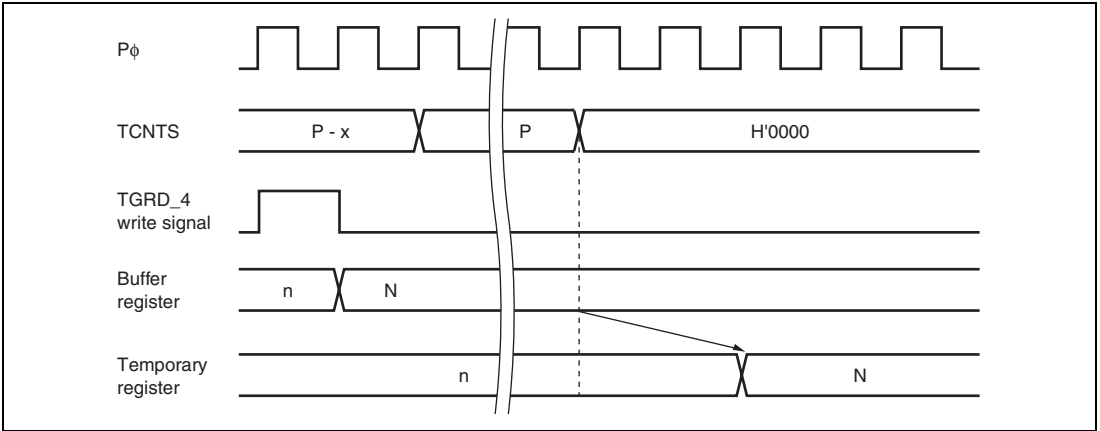 Pϕ
TCNTS
P - x
P
H'0000
TGRD_4
write signal
Buffer
register
n
N
Temporary
register
n
N